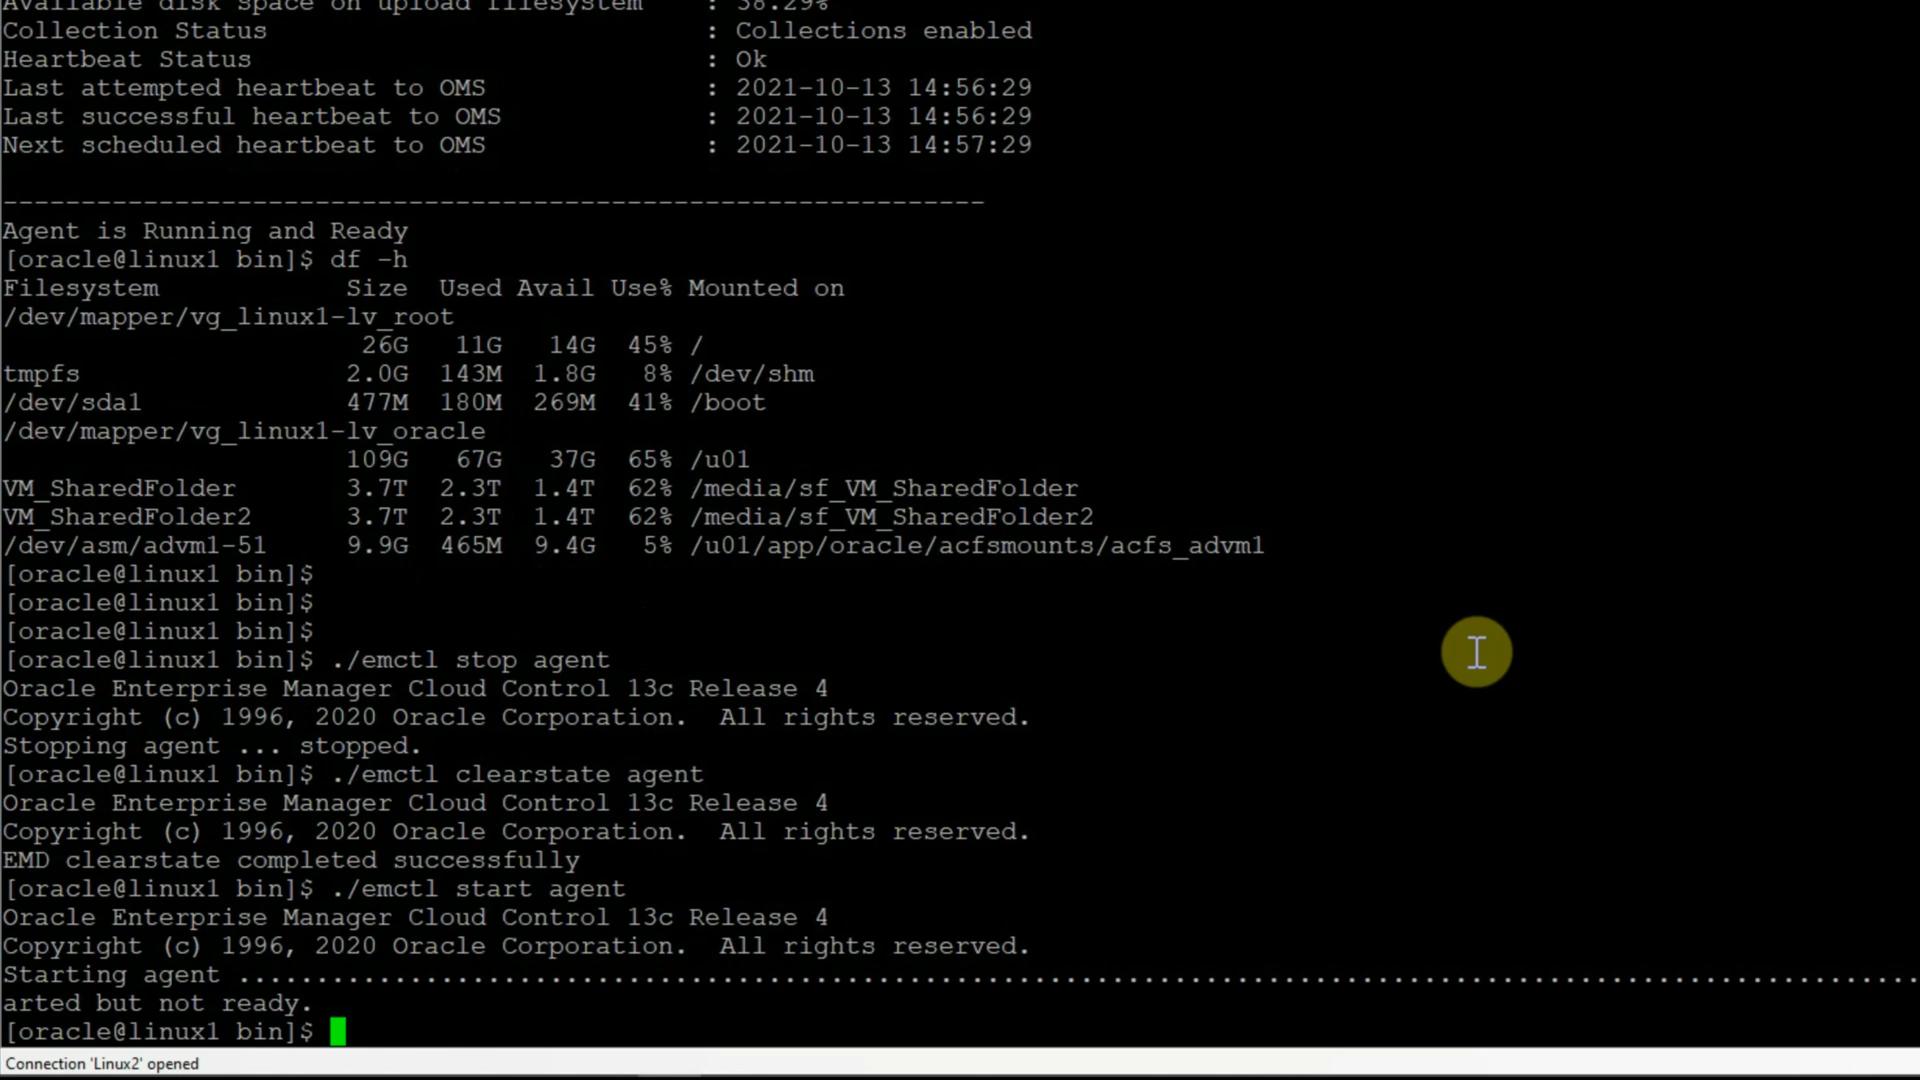 Available disk space on upload filesystem    : 38.29%
Collection Status                            : Collections enabled
Heartbeat Status                             : Ok
Last attempted heartbeat to OMS              : 2021-10-13 14:56:29
Last successful heartbeat to OMS             : 2021-10-13 14:56:29
Next scheduled heartbeat to OMS              : 2021-10-13 14:57:29
---------------------------------------------------------------
Agent is Running and Ready
[oracle@linux1 bin]$ df -h
Filesystem            Size  Used Avail Use% Mounted on
/dev/mapper/vg_linux1-lv_root
                       26G   11G   14G  45% /
tmpfs                 2.0G  143M  1.8G   8% /dev/shm
/dev/sda1             477M  180M  269M  41% /boot
/dev/mapper/vg_linux1-lv_oracle
                      109G   67G   37G  65% /u01
VM_SharedFolder       3.7T  2.3T  1.4T  62% /media/sf_VM_SharedFolder
VM_SharedFolder2      3.7T  2.3T  1.4T  62% /media/sf_VM_SharedFolder2
/dev/asm/advm1-51     9.9G  465M  9.4G   5% /u01/app/oracle/acfsmounts/acfs_advm1
[oracle@linux1 bin]$
[oracle@linux1 bin]$
[oracle@linux1 bin]$
[oracle@linux1 bin]$ ./emctl stop agent
Oracle Enterprise Manager Cloud Control 13c Release 4
Copyright (c) 1996, 2020 Oracle Corporation.  All rights reserved.
Stopping agent ... stopped.
[oracle@linux1 bin]$ ./emctl clearstate agent
Oracle Enterprise Manager Cloud Control 13c Release 4
Copyright (c) 1996, 2020 Oracle Corporation.  All rights reserved.
EMD clearstate completed successfully
[oracle@linux1 bin]$ ./emctl start agent
Oracle Enterprise Manager Cloud Control 13c Release 4
Copyright (c) 1996, 2020 Oracle Corporation.  All rights reserved.
Starting agent ............................................................................................................
arted but not ready.
[oracle@linux1 bin]$
Connection 'Linux2' opened